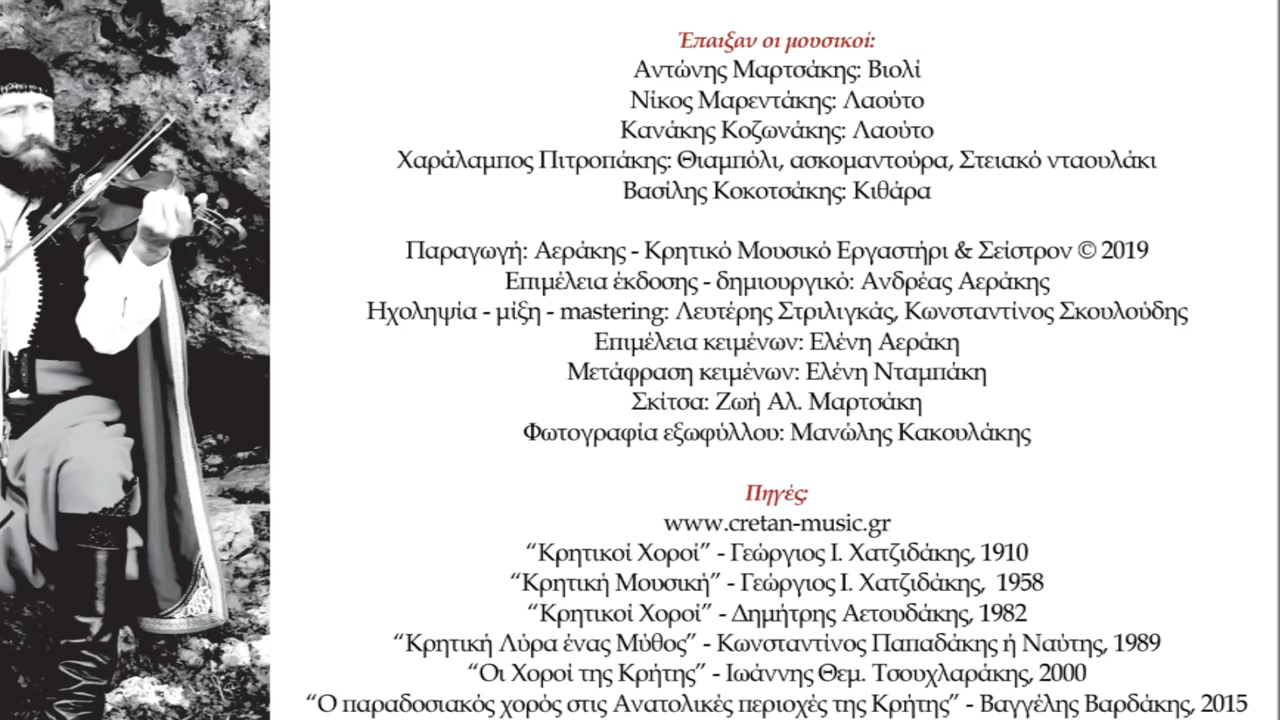 Έπαιξαν οι μουσικοί:
Αντώνης Μαρτσάκης: Βιολί
Νίκος Μαρεντάκης: Λαούτο
Κανάκης Κοζωνάκης: Λαούτο
Χαράλαμπος Πιτροπάκης: Θιαμπόλι, ασκομαντούρα, Στειακό νταουλάκι
Βασίλης Κοκοτσάκης: Κιθάρα
Παραγωγή: Αεράκης - Κρητικό Μουσικό Εργαστήρι & Σείστρον © 2019
Επιμέλεια έκδοσης - δημιουργικό: Ανδρέας Αεράκης
Ηχοληψία - μίξη - mastering: Λευτέρης Στριλιγκάς, Κωνσταντίνος Σκουλούδης
Επιμέλεια κειμένων: Ελένη Αεράκη
Μετάφραση κειμένων: Ελένη Νταμπάκη
Σκίτσα: Ζωή Αλ. Μαρτσάκη
Φωτογραφία εξωφύλλου: Μανώλης Κακουλάκης
Πηγές:
www.cretan-music.gr
“Κρητικοί Χοροί” - Γεώργιος Ι. Χατζιδάκης, 1910
“Κρητική Μουσική” - Γεώργιος Ι. Χατζιδάκης, 1958
“Κρητικοί Χοροί” - Δημήτρης Αετουδάκης, 1982
“Κρητική Λύρα ένας Μύθος” - Κωνσταντίνος Παπαδάκης ή Ναύτης, 1989
“Οι Χοροί της Κρήτης” - Ιωάννης Θεμ. Τσουχλαράκης, 2000
“Ο παραδοσιακός χορός στις Ανατολικές περιοχές της Κρήτης” - Βαγγέλης Βαρδάκης, 2015